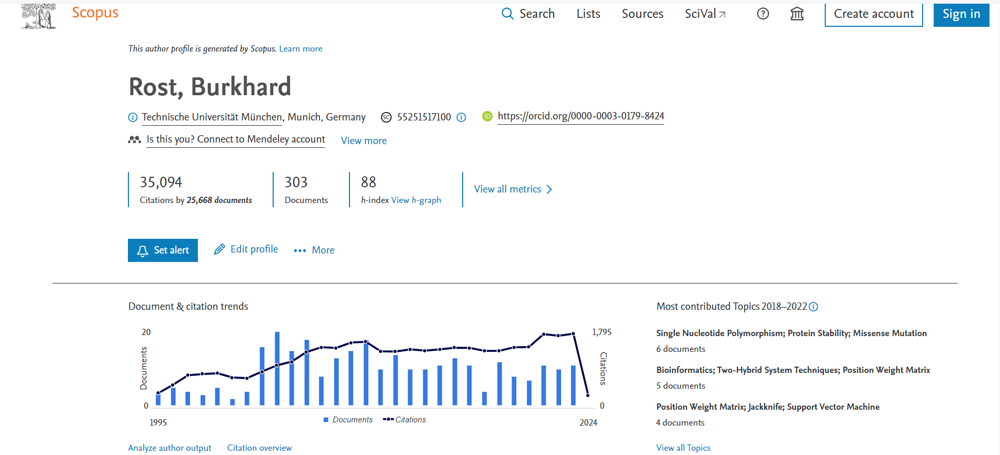 Scopus
Search Lists Sources SciVal Create account Sign in
This author profile is generated by Scopus. Learn more
Rost, Burkhard
Technische Universität München, Munich, Germany SC 55251517100 iD https://orcid.org/0000-0003-0179-8424
Is this you? Connect to Mendeley account View more
35,094 303 88
Citations by 25,668 documents Documents h-index View h-graph
View all metrics
Set alert Edit profile More
Document & citation trends
20 1,795
Documents
Citations
0 0
1995 2024
Documents Citations
Analyze author output Citation overview
Most contributed Topics 2018–2022
Single Nucleotide Polymorphism; Protein Stability; Missense Mutation
6 documents
Bioinformatics; Two-Hybrid System Techniques; Position Weight Matrix
5 documents
Position Weight Matrix; Jackknife; Support Vector Machine
4 documents
View all Topics